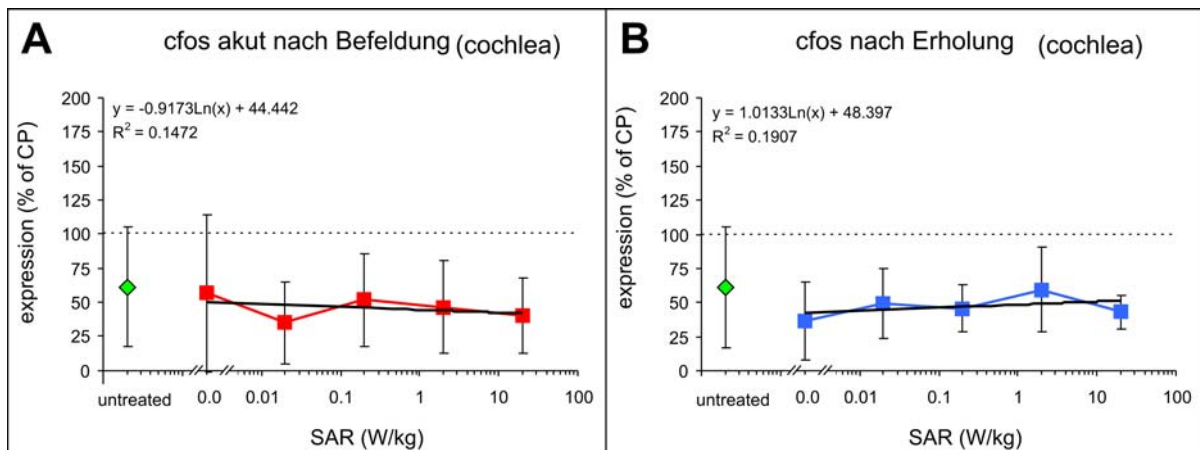 A
cfos akut nach Befeldung (cochlea)
y = -0.9173Ln(x) + 44.442
R² = 0.1472
expression (% of CP)
200
175
150
125
100
75
50
25
0
untreated 0.0 0.01 0.1 1 10 100
SAR (W/kg)
B
cfos nach Erholung (cochlea)
y = 1.0133Ln(x) + 48.397
R² = 0.1907
expression (% of CP)
200
175
150
125
100
75
50
25
0
untreated 0.0 0.01 0.1 1 10 100
SAR (W/kg)